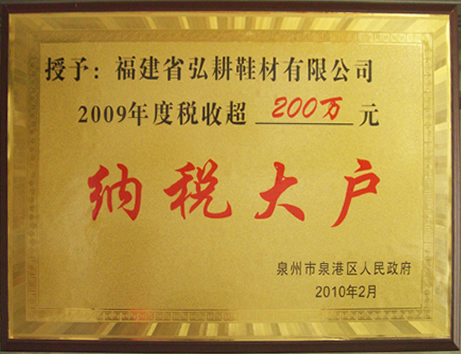 授予：福建省弘耕鞋材有限公司
2009年度税收超 200万 元
纳税大户
泉州市泉港区人民政府
2010年2月